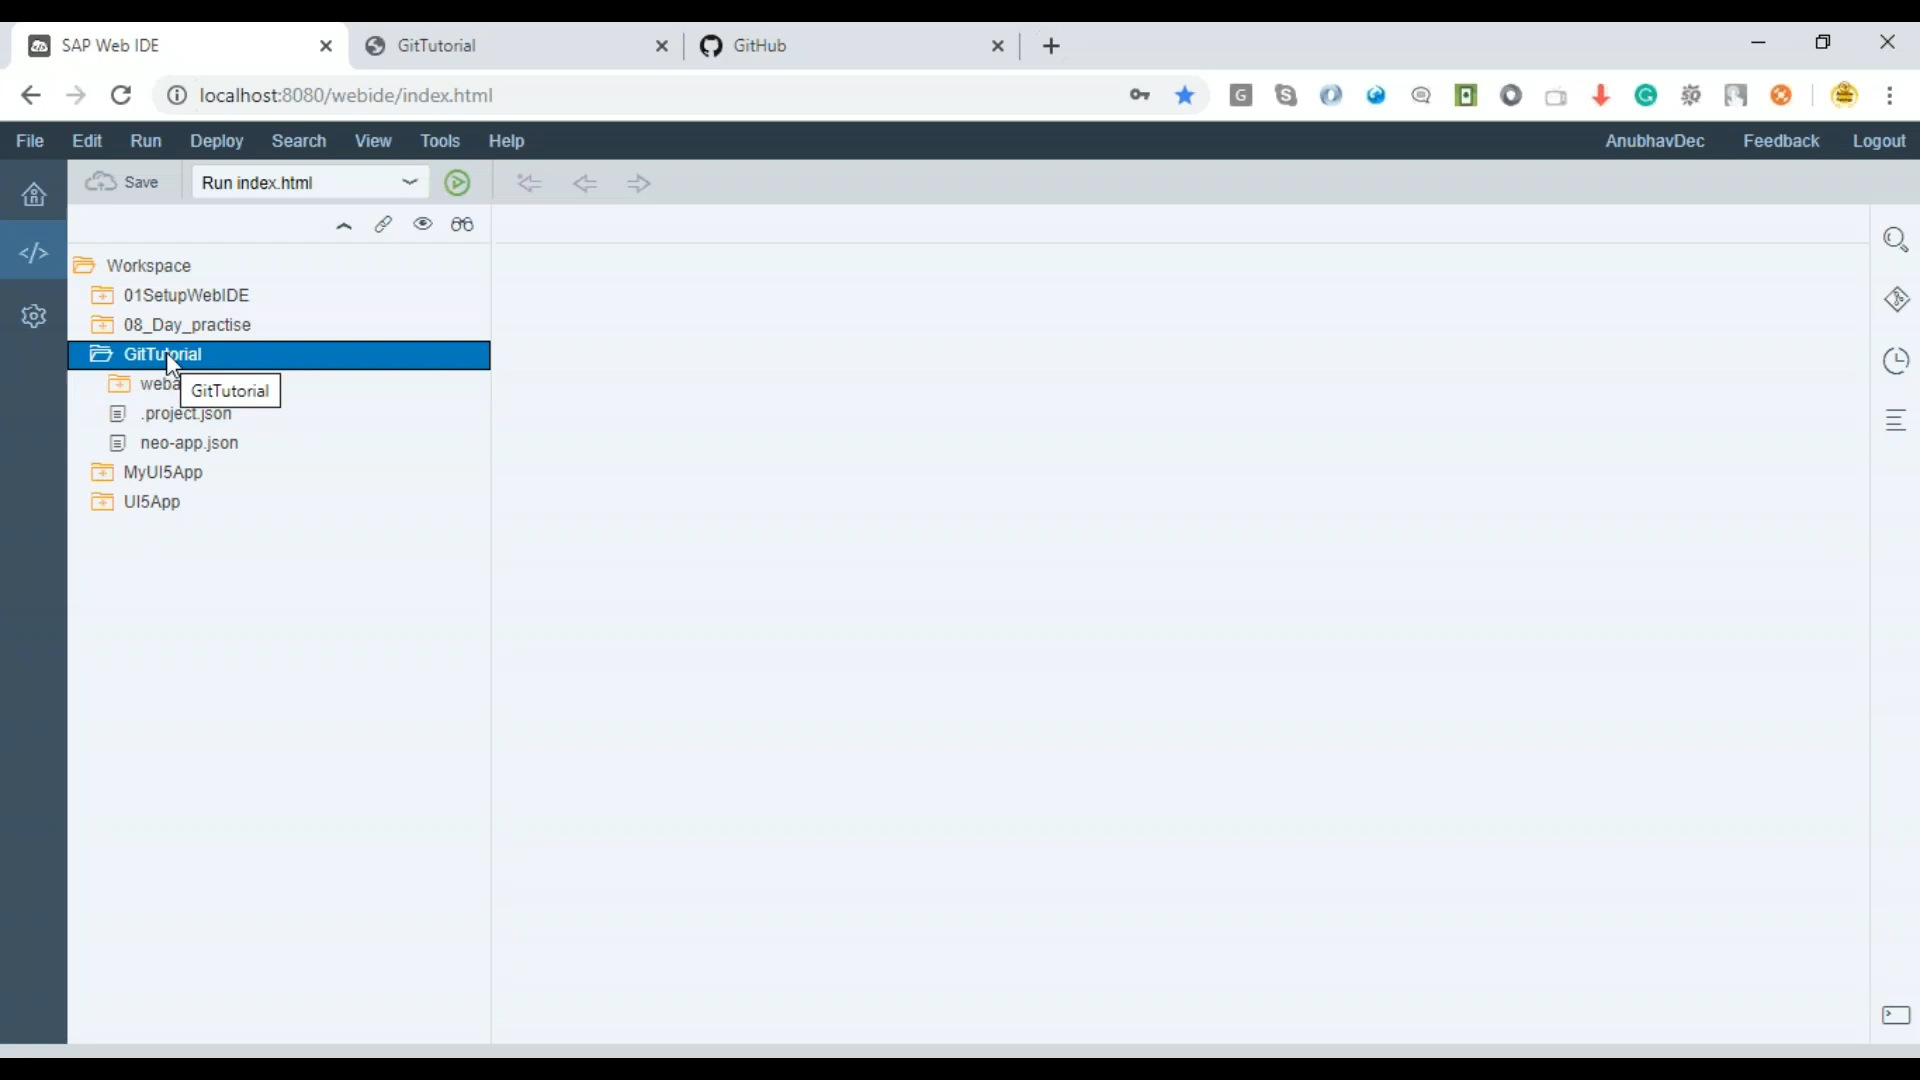 SAP Web IDE
GitTutorial
GitHub
localhost:8080/webide/index.html
File Edit Run Deploy Search View Tools Help
AnubhavDec Feedback Logout
Save
Run index.html
Workspace
01SetupWebIDE
08_Day_practise
GitTutorial
weba
GitTutorial
.project.json
neo-app.json
MyUI5App
UI5App